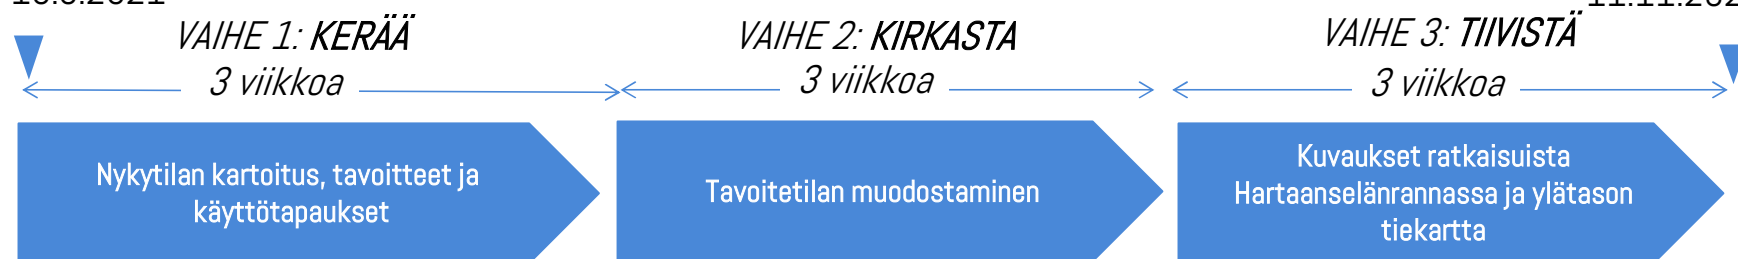 VAIHE 1: KERÄÄ
3 viikkoa
VAIHE 2: KIRKASTA
3 viikkoa
VAIHE 3: TIIVISTÄ
3 viikkoa
Nykytilan kartoitus, tavoitteet ja
käyttötapaukset
Tavoitetilan muodostaminen
Kuvaukset ratkaisuista
Hartaanselänrannassa ja ylätason
tiekartta